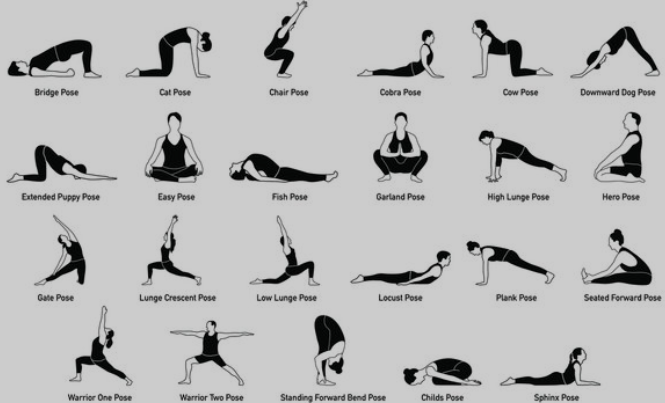 Bridge Pose
Cat Pose
Chair Pose
Cobra Pose
Cow Pose
Downward Dog Pose
Extended Puppy Pose
Easy Pose
Fish Pose
Garland Pose
High Lunge Pose
Hero Pose
Gate Pose
Lunge Crescent Pose
Low Lunge Pose
Locust Pose
Plank Pose
Seated Forward Pose
Warrior One Pose
Warrior Two Pose
Standing Forward Bend Pose
Childs Pose
Sphinx Pose